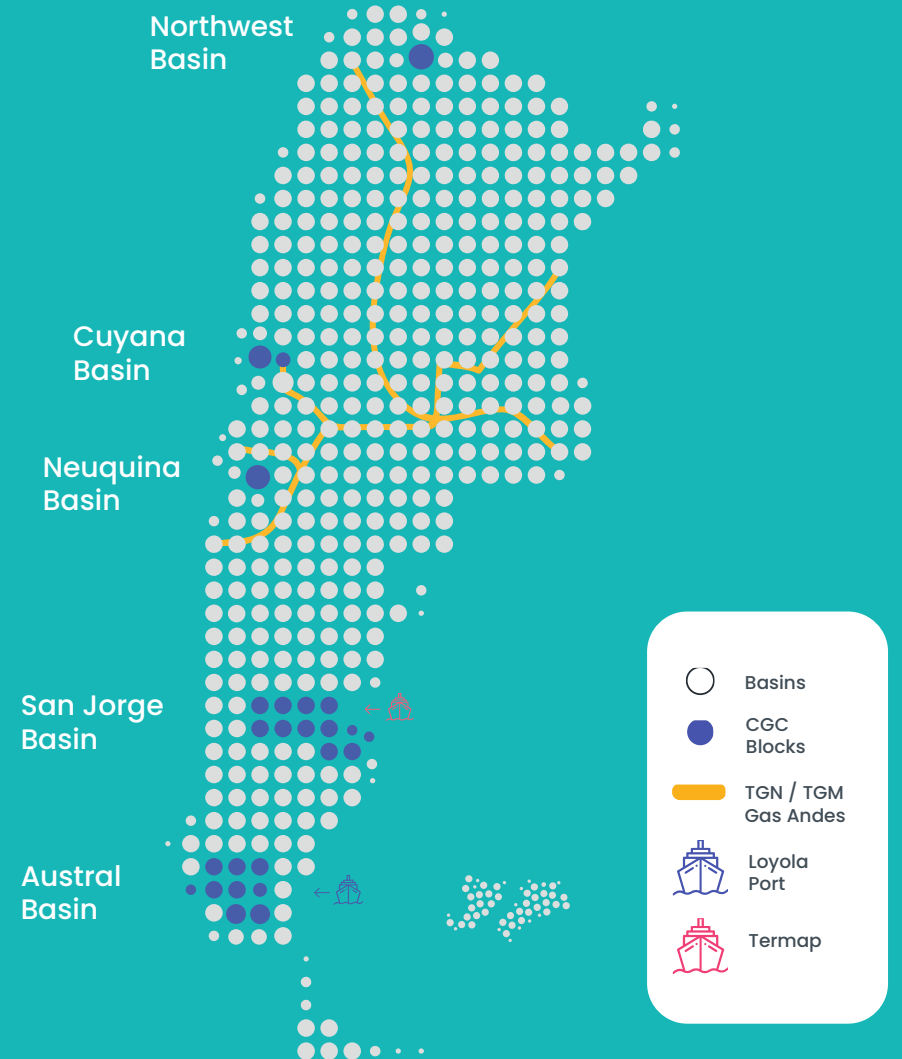 Northwest
Basin
Cuyana
Basin
Neuquina
Basin
San Jorge
Basin
Austral
Basin
Basins
CGC
Blocks
TGN / TGM
Gas Andes
Loyola
Port
Termap